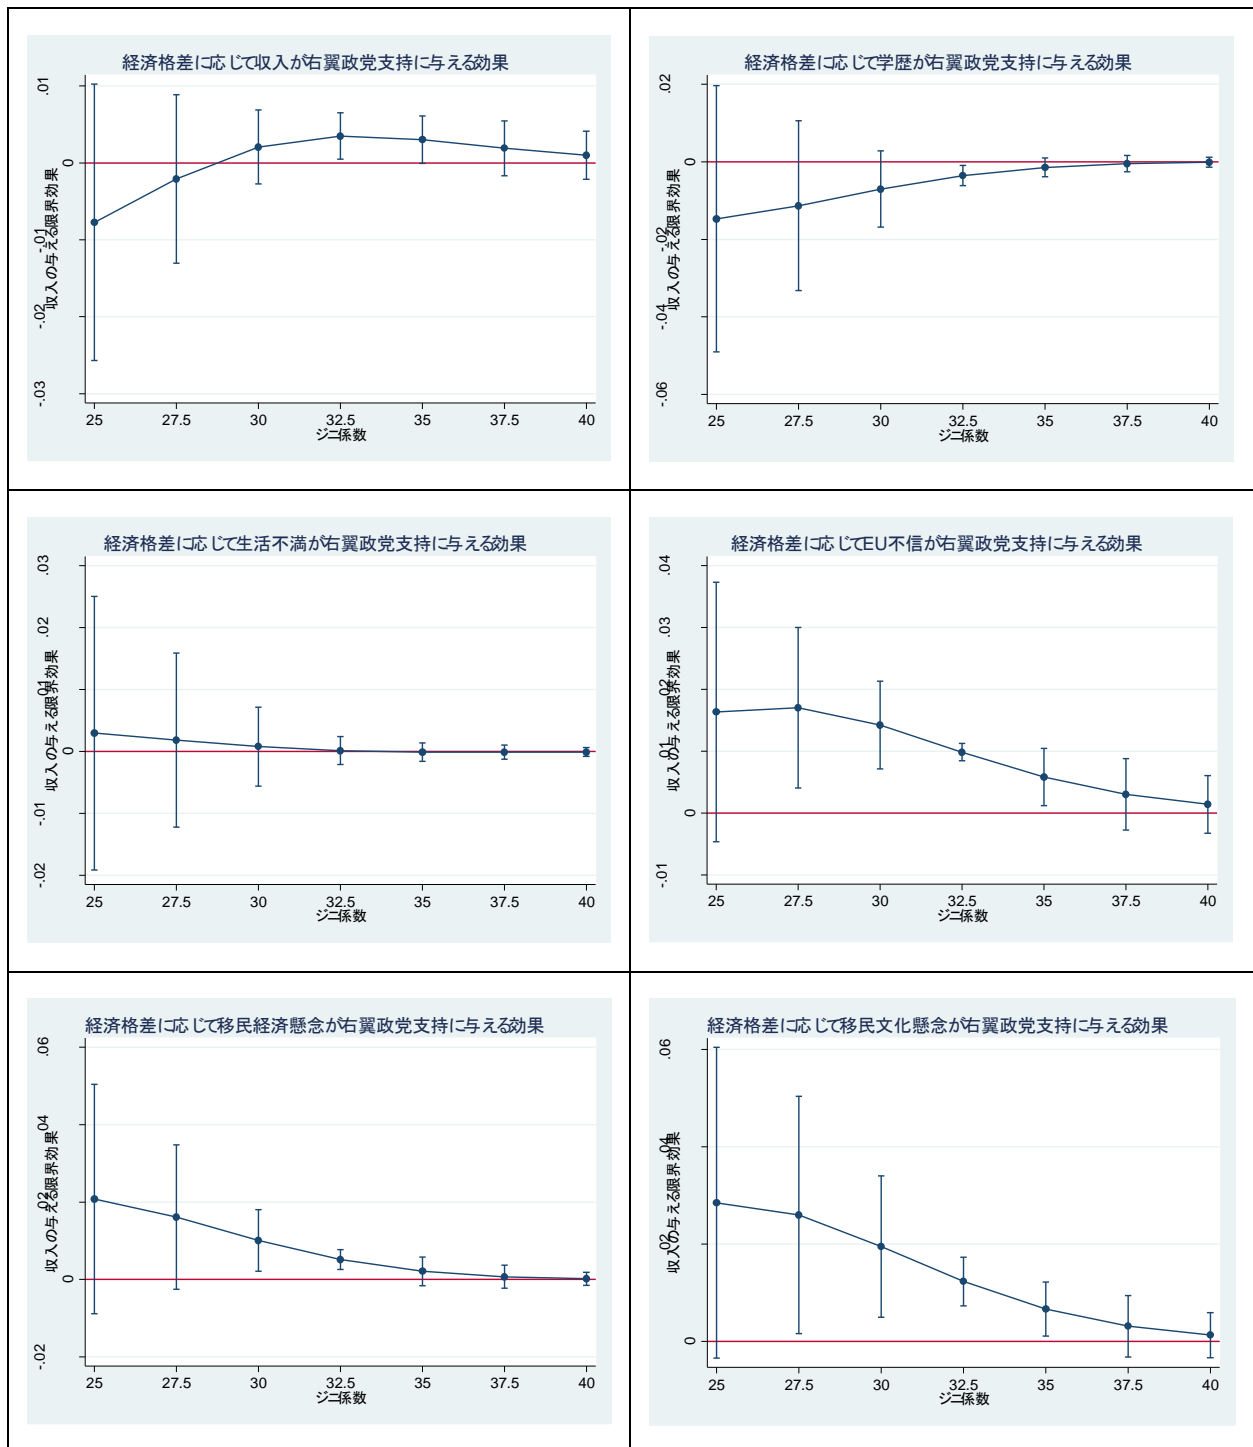 経済格差に応じて収入が右翼政党支持に与える効果
.01
0
-.01
-.02
-.03
収入の与える限界効果
25 27.5 30 32.5 35 37.5 40
ジニ係数
経済格差に応じて学歴が右翼政党支持に与える効果
.02
0
-.02
-.04
-.06
収入の与える限界効果
25 27.5 30 32.5 35 37.5 40
ジニ係数
経済格差に応じて生活不満が右翼政党支持に与える効果
.03
.02
.01
0
-.01
-.02
収入の与える限界効果
25 27.5 30 32.5 35 37.5 40
ジニ係数
経済格差に応じてEU不信が右翼政党支持に与える効果
.04
.03
.02
.01
0
-.01
収入の与える限界効果
25 27.5 30 32.5 35 37.5 40
ジニ係数
経済格差に応じて移民経済懸念が右翼政党支持に与える効果
.06
.04
.02
0
-.02
収入の与える限界効果
25 27.5 30 32.5 35 37.5 40
ジニ係数
経済格差に応じて移民文化懸念が右翼政党支持に与える効果
.06
.04
.02
0
収入の与える限界効果
25 27.5 30 32.5 35 37.5 40
ジニ係数